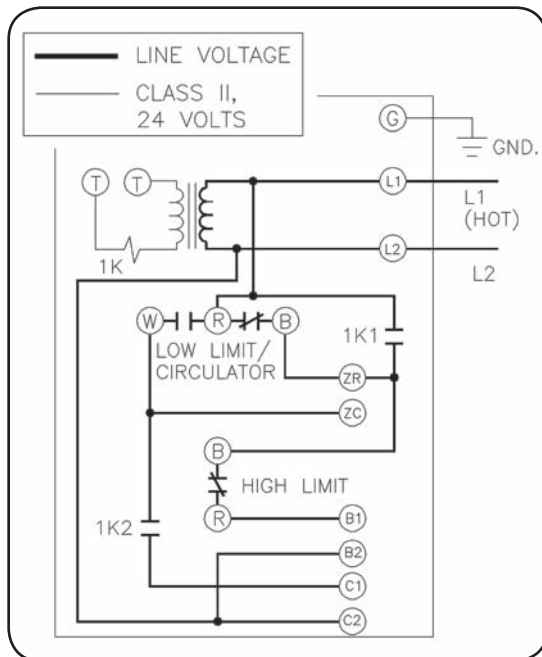 LINE VOLTAGE
CLASS II,
24 VOLTS
G
GND.
T T
L1
L1
(HOT)
1K
L2
L2
W R B
1K1
LOW LIMIT/
CIRCULATOR
ZR
ZC
B
HIGH LIMIT
R
B1
1K2
B2
C1
C2